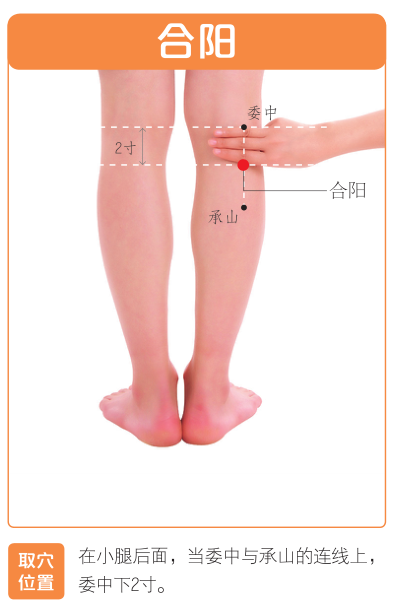 合阳
委中
2寸
合阳
承山
取穴
位置
在小腿后面，当委中与承山的连线上，
委中下2寸。